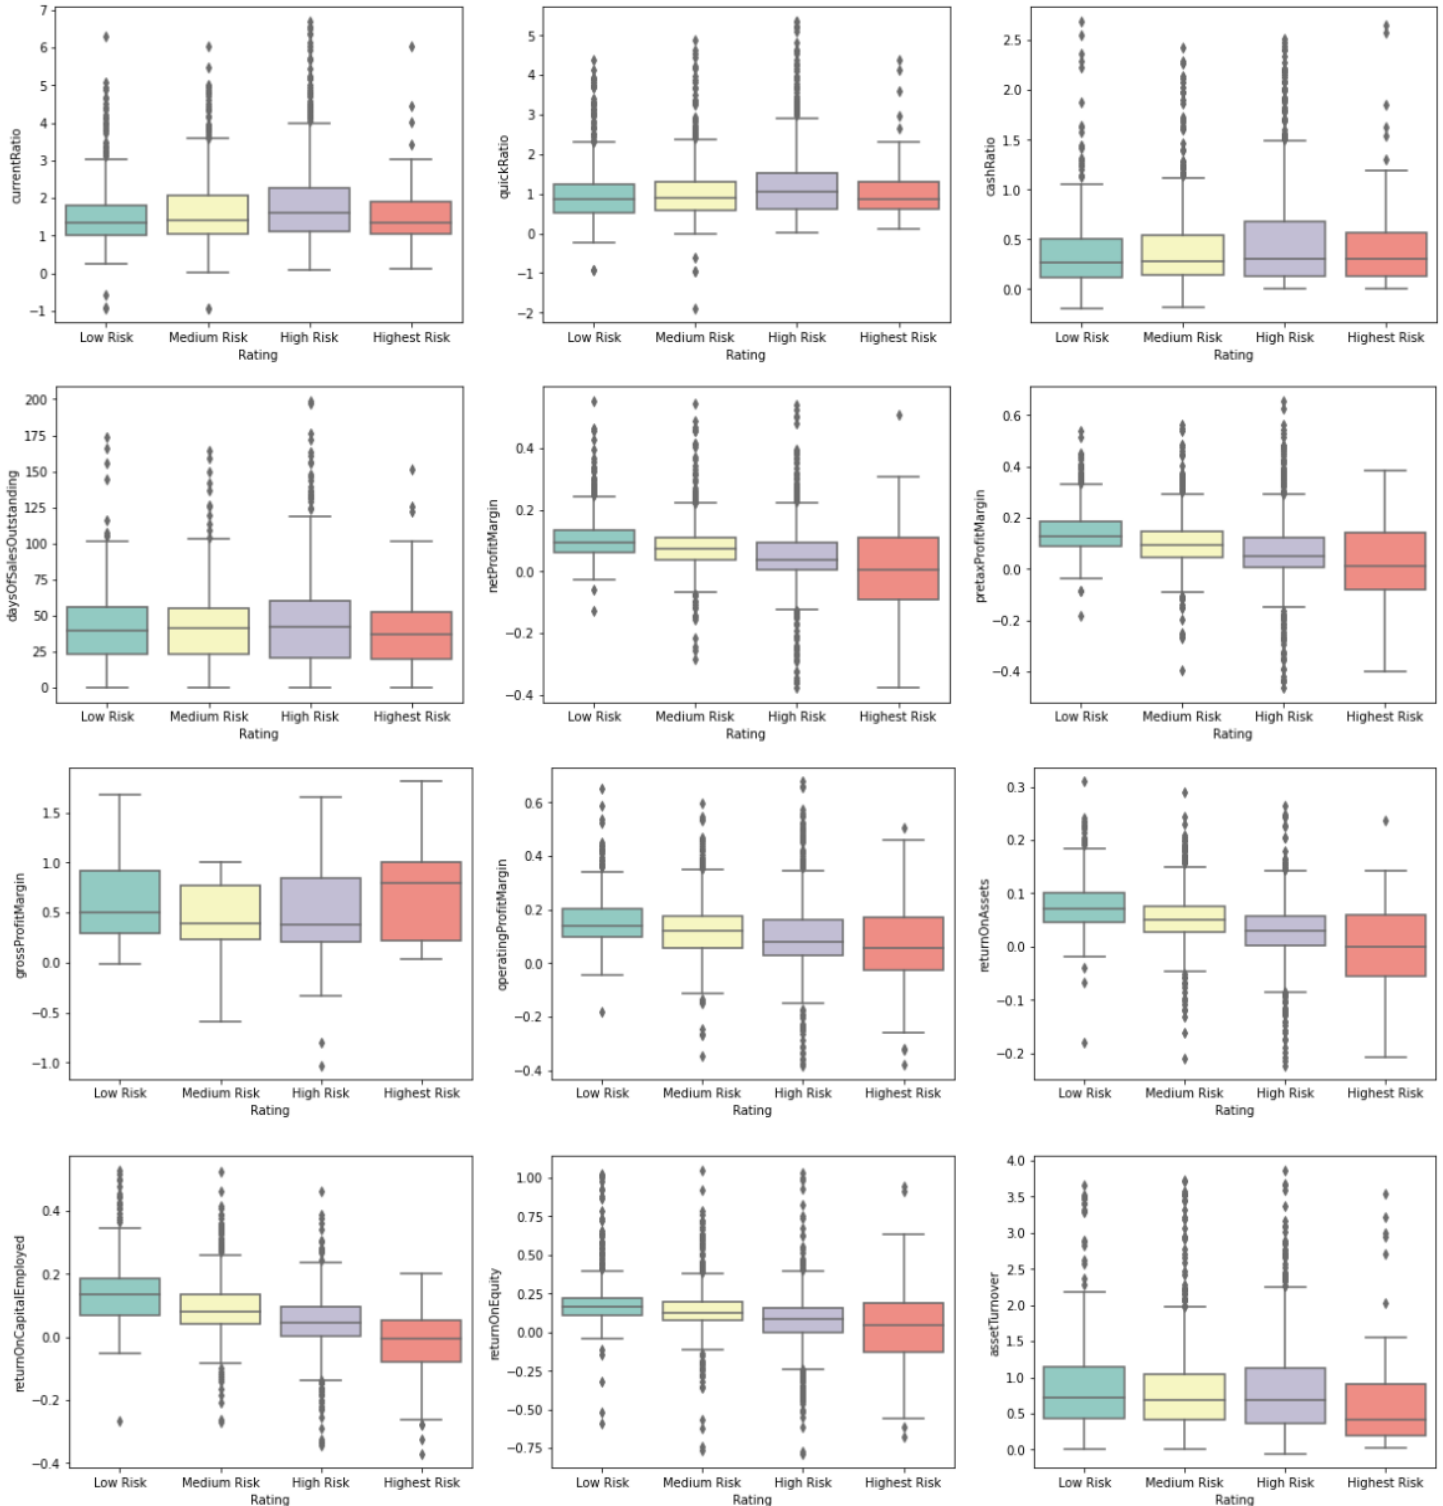 7
6
5
4
3
2
1
0
−1
currentRatio
Low Risk Medium Risk High Risk Highest Risk
Rating
5
4
3
2
1
0
−1
−2
quickRatio
Low Risk Medium Risk High Risk Highest Risk
Rating
2.5
2.0
1.5
1.0
0.5
0.0
cashRatio
Low Risk Medium Risk High Risk Highest Risk
Rating
200
175
150
125
100
75
50
25
0
daysOfSalesOutstanding
Low Risk Medium Risk High Risk Highest Risk
Rating
0.4
0.2
0.0
−0.2
−0.4
netProfitMargin
Low Risk Medium Risk High Risk Highest Risk
Rating
0.6
0.4
0.2
0.0
−0.2
−0.4
pretaxProfitMargin
Low Risk Medium Risk High Risk Highest Risk
Rating
1.5
1.0
0.5
0.0
−0.5
−1.0
grossProfitMargin
Low Risk Medium Risk High Risk Highest Risk
Rating
0.6
0.4
0.2
0.0
−0.2
−0.4
operatingProfitMargin
Low Risk Medium Risk High Risk Highest Risk
Rating
0.3
0.2
0.1
0.0
−0.1
−0.2
returnOnAssets
Low Risk Medium Risk High Risk Highest Risk
Rating
0.4
0.2
0.0
−0.2
−0.4
returnOnCapitalEmployed
Low Risk Medium Risk High Risk Highest Risk
Rating
1.00
0.75
0.50
0.25
0.00
−0.25
−0.50
−0.75
returnOnEquity
Low Risk Medium Risk High Risk Highest Risk
Rating
4.0
3.5
3.0
2.5
2.0
1.5
1.0
0.5
0.0
assetTurnover
Low Risk Medium Risk High Risk Highest Risk
Rating